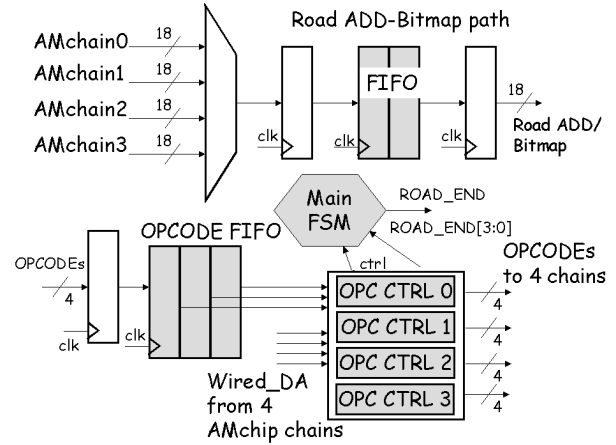 Road ADD-Bitmap path
AMchain0
18
AMchain1
18
AMchain2
18
AMchain3
18
clk
FIFO
clk
clk
18
Road ADD/
Bitmap
Main
FSM
ROAD_END
ROAD_END[3:0]
ctrl
OPCODE FIFO
OPCODEs
4
clk
clk
OPC CTRL 0
OPC CTRL 1
OPC CTRL 2
OPC CTRL 3
OPCODEs
to 4 chains
4
4
4
4
Wired_DA
from 4
AMchip chains